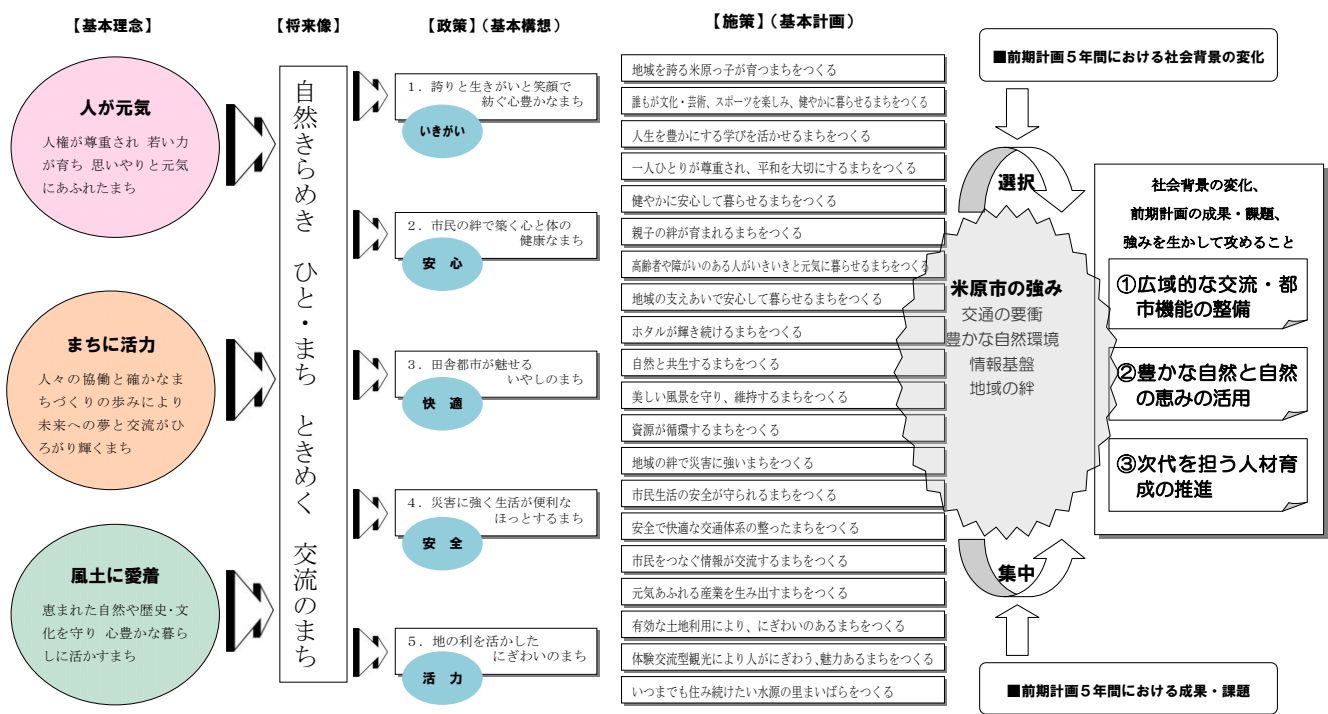 【基本理念】
【将来像】
【政策】(基本構想)
【施策】(基本計画)
人が元気
人権が尊重され 若い力
が育ち 思いやりと元気
にあふれたまち
まちに活力
人々の協働と確かなま
ちづくりの歩みにより
未来への夢と交流がひ
ろがり輝くまち
風土に愛着
恵まれた自然や歴史・文
化を守り 心豊かな暮ら
しに活かすまち
自然きらめき ひと・まち ときめく 交流のまち
1．誇りと生きがいと笑顔で
紡ぐ心豊かなまち
いきがい
2．市民の絆で築く心と体の
健康なまち
安 心
3．田舎都市が魅せる
いやしのまち
快 適
4．災害に強く生活が便利な
ほっとするまち
安 全
5．地の利を活かした
にぎわいのまち
活 力
地域を誇る米原っ子が育つまちをつくる
誰もが文化・芸術、スポーツを楽しみ、健やかに暮らせるまちをつくる
人生を豊かにする学びを活かせるまちをつくる
一人ひとりが尊重され、平和を大切にするまちをつくる
健やかに安心して暮らせるまちをつくる
親子の絆が育まれるまちをつくる
高齢者や障がいのある人がいきいきと元気に暮らせるまちをつくる
地域の支えあいで安心して暮らせるまちをつくる
ホタルが輝き続けるまちをつくる
自然と共生するまちをつくる
美しい風景を守り、維持するまちをつくる
資源が循環するまちをつくる
地域の絆で災害に強いまちをつくる
市民生活の安全が守られるまちをつくる
安全で快適な交通体系の整ったまちをつくる
市民をつなぐ情報が交流するまちをつくる
元気あふれる産業を生み出すまちをつくる
有効な土地利用により、にぎわいのあるまちをつくる
体験交流型観光により人がにぎわう、魅力あるまちをつくる
いつまでも住み続けたい水源の里まいばらをつくる
■前期計画5年間における社会背景の変化
選択
米原市の強み
交通の要衝
豊かな自然環境
情報基盤
地域の絆
集中
■前期計画5年間における成果・課題
社会背景の変化、
前期計画の成果・課題、
強みを生かして攻めること
①広域的な交流・都
市機能の整備
②豊かな自然と自然
の恵みの活用
③次代を担う人材育
成の推進